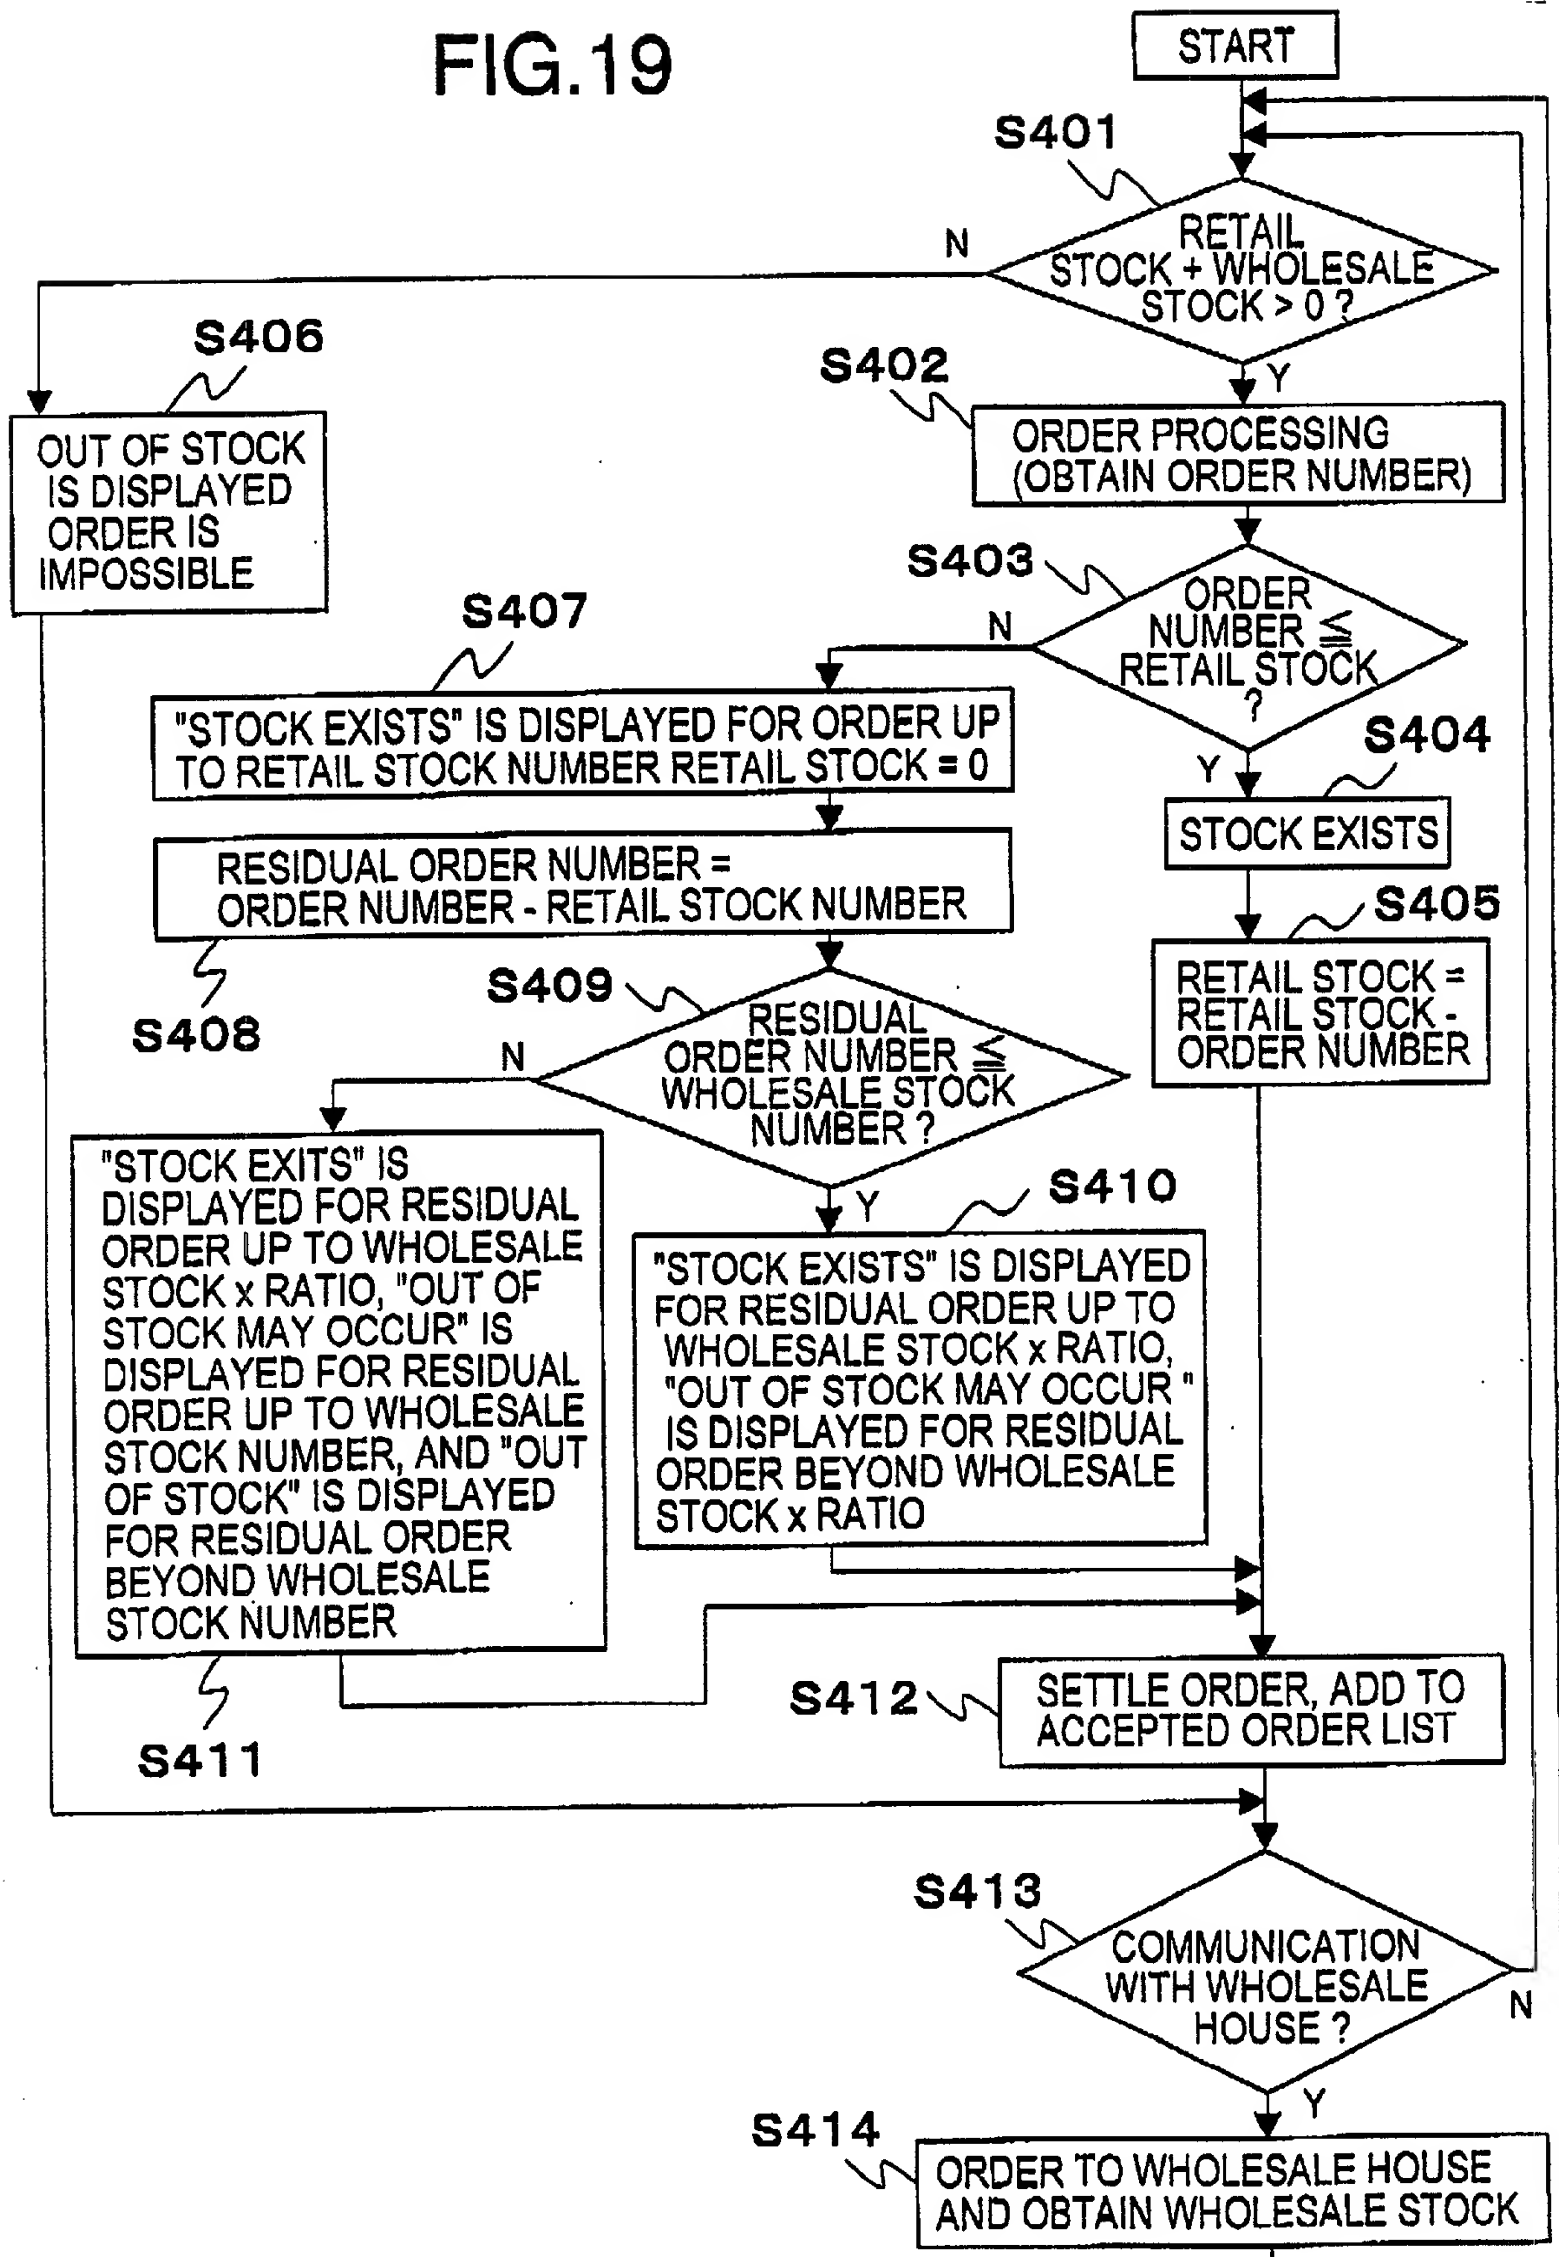 FIG.19
START
S401
RETAIL
STOCK + WHOLESALE
STOCK > 0 ?
N
Y
S406
OUT OF STOCK
IS DISPLAYED
ORDER IS
IMPOSSIBLE
S402
ORDER PROCESSING
(OBTAIN ORDER NUMBER)
S403
ORDER
NUMBER ≦
RETAIL STOCK
?
N
Y
S407
"STOCK EXISTS" IS DISPLAYED FOR ORDER UP
TO RETAIL STOCK NUMBER RETAIL STOCK = 0
S404
STOCK EXISTS
RESIDUAL ORDER NUMBER =
ORDER NUMBER - RETAIL STOCK NUMBER
S408
S405
RETAIL STOCK =
RETAIL STOCK -
ORDER NUMBER
S409
RESIDUAL
ORDER NUMBER ≦
WHOLESALE STOCK
NUMBER ?
N
Y
"STOCK EXITS" IS
DISPLAYED FOR RESIDUAL
ORDER UP TO WHOLESALE
STOCK x RATIO, "OUT OF
STOCK MAY OCCUR" IS
DISPLAYED FOR RESIDUAL
ORDER UP TO WHOLESALE
STOCK NUMBER, AND "OUT
OF STOCK" IS DISPLAYED
FOR RESIDUAL ORDER
BEYOND WHOLESALE
STOCK NUMBER
S411
S410
"STOCK EXISTS" IS DISPLAYED
FOR RESIDUAL ORDER UP TO
WHOLESALE STOCK x RATIO,
"OUT OF STOCK MAY OCCUR "
IS DISPLAYED FOR RESIDUAL
ORDER BEYOND WHOLESALE
STOCK x RATIO
S412
SETTLE ORDER, ADD TO
ACCEPTED ORDER LIST
S413
COMMUNICATION
WITH WHOLESALE
HOUSE ?
N
Y
S414
ORDER TO WHOLESALE HOUSE
AND OBTAIN WHOLESALE STOCK